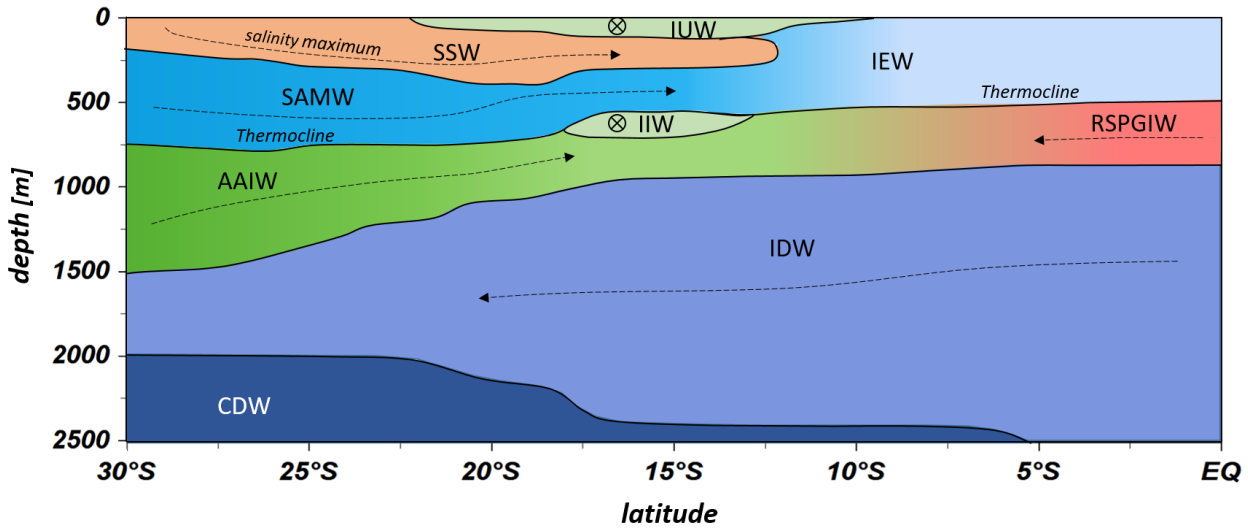 0
500
1000
1500
2000
2500
depth [m]
30°S
25°S
20°S
15°S
10°S
5°S
EQ
latitude
IUW
salinity maximum
SSW
IEW
SAMW
Thermocline
Thermocline
IIW
RSPGIW
AAIW
IDW
CDW